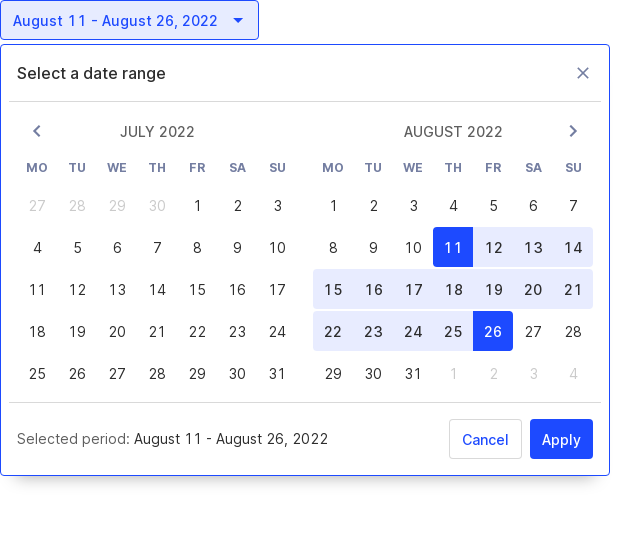 August 11 - August 26, 2022
Select a date range
JULY 2022 AUGUST 2022
MO TU WE TH FR SA SU MO TU WE TH FR SA SU
27 28 29 30 1 2 3 1 2 3 4 5 6 7
4 5 6 7 8 9 10 8 9 10 11 12 13 14
11 12 13 14 15 16 17 15 16 17 18 19 20 21
18 19 20 21 22 23 24 22 23 24 25 26 27 28
25 26 27 28 29 30 31 29 30 31 1 2 3 4
Selected period: August 11 - August 26, 2022 Cancel Apply